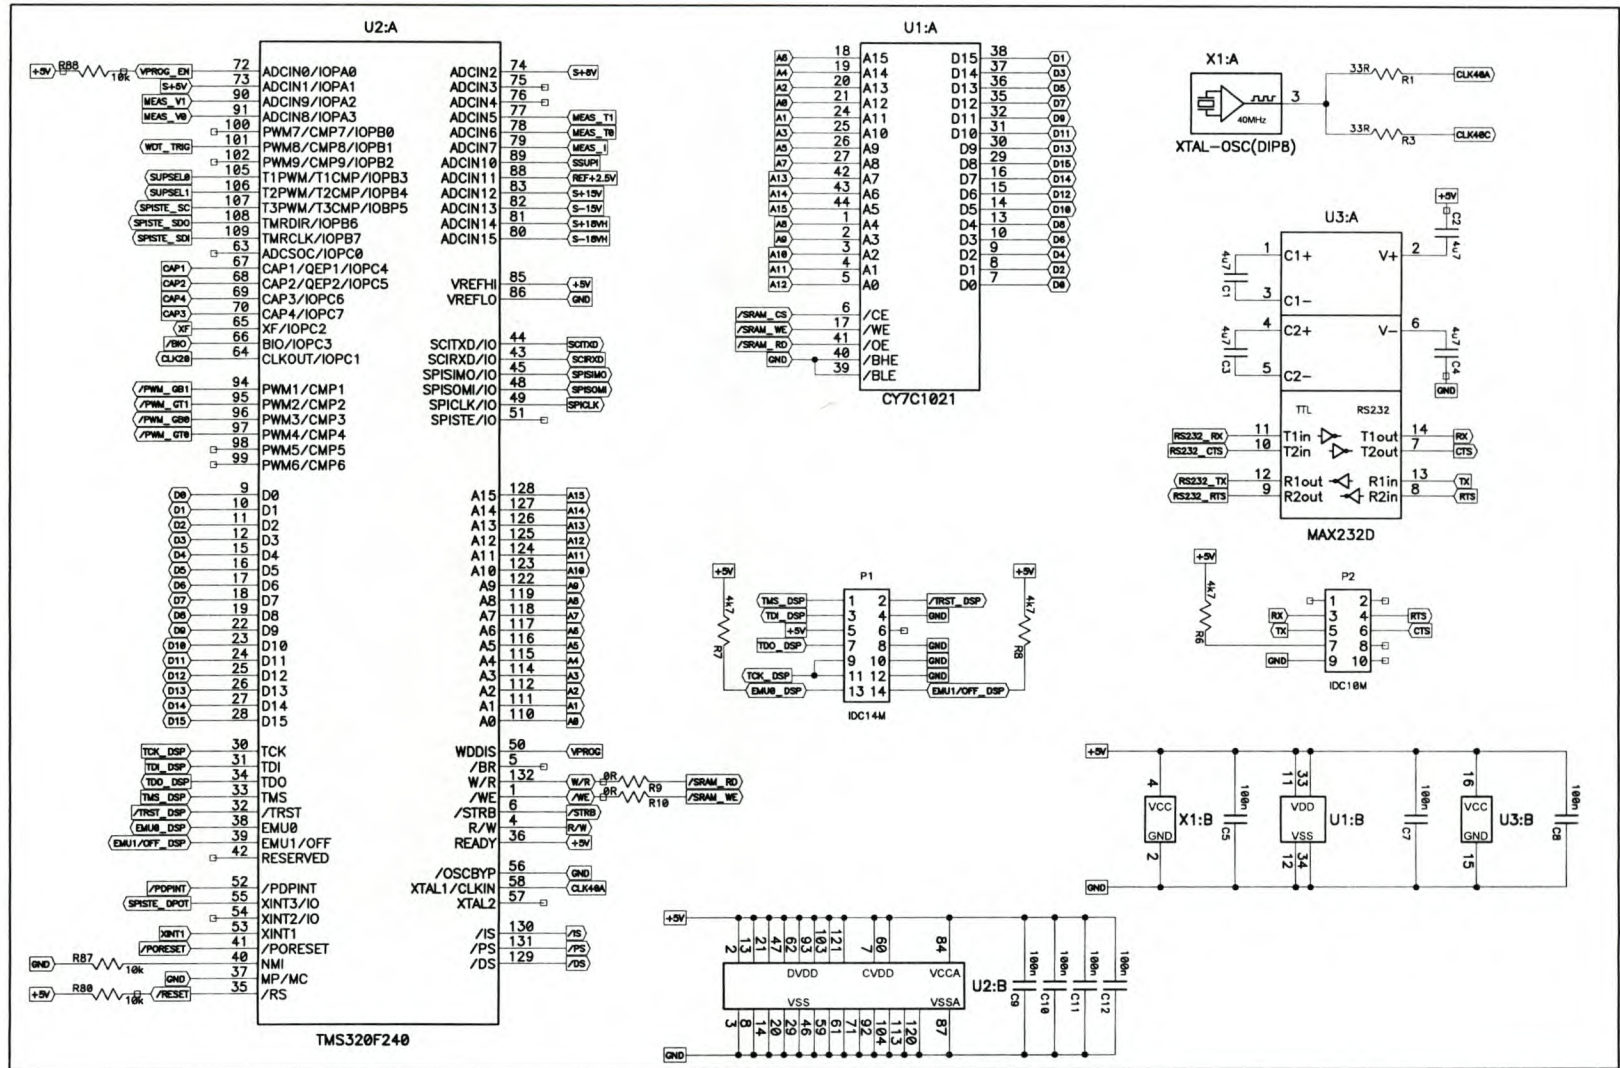 U2:A
+5V R88 10k VPROG_EN 72 ADCIN0/IOPA0
S+5V 73 ADCIN1/IOPA1
MEAS_V1 90 ADCIN9/IOPA2
MEAS_V0 91 ADCIN8/IOPA3
100 PWM7/CMP7/IOPB0
WDT_TRIG 101 PWM8/CMP8/IOPB1
102 PWM9/CMP9/IOPB2
SUPSEL0 105 T1PWM/T1CMP/IOPB3
SUPSEL1 106 T2PWM/T2CMP/IOPB4
SPISTE_SC 107 T3PWM/T3CMP/IOBP5
SPISTE_SDO 108 TMRDIR/IOPB6
SPISTE_SDI 109 TMRCLK/IOPB7
63 ADCSOC/IOPC0
CAP1 67 CAP1/QEP1/IOPC4
CAP2 68 CAP2/QEP2/IOPC5
CAP4 69 CAP3/IOPC6
CAP3 70 CAP4/IOPC7
XF 65 XF/IOPC2
/BIO 66 BIO/IOPC3
CLK20 64 CLKOUT/IOPC1
/PWM_GB1 94 PWM1/CMP1
/PWM_GT1 95 PWM2/CMP2
/PWM_GB0 96 PWM3/CMP3
/PWM_GT0 97 PWM4/CMP4
98 PWM5/CMP5
99 PWM6/CMP6
D0 9 D0
D1 10 D1
D2 11 D2
D3 12 D3
D4 15 D4
D5 16 D5
D6 17 D6
D7 18 D7
D8 19 D8
D9 22 D9
D10 23 D10
D11 24 D11
D12 25 D12
D13 26 D13
D14 27 D14
D15 28 D15
TCK_DSP 30 TCK
TDI_DSP 31 TDI
TDO_DSP 34 TDO
TMS_DSP 33 TMS
/TRST_DSP 32 /TRST
EMU0_DSP 38 EMU0
EMU1/OFF_DSP 39 EMU1/OFF
42 RESERVED
/PDPINT 52 /PDPINT
SPISTE_DPOT 55 XINT3/IO
54 XINT2/IO
XINT1 53 XINT1
/PORESET 41 /PORESET
GND R87 10k 40 NMI
GND 37 MP/MC
+5V R80 10k /RESET 35 /RS
ADCIN2 74 S+8V
ADCIN3 75
ADCIN4 76
ADCIN5 77 MEAS_T1
ADCIN6 78 MEAS_T0
ADCIN7 79 MEAS_I
ADCIN10 89 SSUPI
ADCIN11 88 REF+2.5V
ADCIN12 83 S+15V
ADCIN13 82 S-15V
ADCIN14 81 S+18VH
ADCIN15 80 S-18VH
VREFHI 85 +5V
VREFLO 86 GND
SCITXD/IO 44 SCITXD
SCIRXD/IO 43 SCIRXD
SPISIMO/IO 45 SPISIMO
SPISOMI/IO 48 SPISOMI
SPICLK/IO 49 SPICLK
SPISTE/IO 51
A15 128 A15
A14 127 A14
A13 126 A13
A12 125 A12
A11 124 A11
A10 123 A10
A9 122 A9
A8 119 A8
A7 118 A7
A6 117 A6
A5 116 A5
A4 115 A4
A3 114 A3
A2 112 A2
A1 111 A1
A0 110 A0
WDDIS 50 VPROG
/BR 5
W/R 132 W/R 0R R9 /SRAM_RD
/WE 1 /WE 0R R10 /SRAM_WE
/STRB 6 /STRB
R/W 4 R/W
READY 36 +5V
/OSCBYP 56 GND
XTAL1/CLKIN 58 CLK40A
XTAL2 57
/IS 130 /IS
/PS 131 /PS
/DS 129 /DS
TMS320F240
U1:A
A6 18 A15 D15 38 D1
A4 19 A14 D14 37 D3
A2 20 A13 D13 36 D5
A0 21 A12 D12 35 D7
A1 24 A11 D11 32 D9
A3 25 A10 D10 31 D11
A5 26 A9 D9 30 D13
A7 27 A8 D8 29 D15
A13 42 A7 D7 16 D14
A14 43 A6 D6 15 D12
A15 44 A5 D5 14 D10
A8 1 A4 D4 13 D8
A9 2 A3 D3 10 D6
A10 3 A2 D2 9 D4
A11 4 A1 D1 8 D2
A12 5 A0 D0 7 D0
/SRAM_CS 6 /CE
/SRAM_WE 17 /WE
/SRAM_RD 41 /OE
GND 40 /BHE
39 /BLE
CY7C1021
X1:A
40MHz 3
XTAL-OSC(DIP8)
33R R1 CLK40A
33R R3 CLK40C
U3:A
+5V
C2 4u7
4u7 C1 1 C1+ V+ 2
3 C1-
4u7 C3 4 C2+ V- 6 4u7 C4
5 C2-
GND
TTL RS232
RS232_RX 11 T1in T1out 14 RX
RS232_CTS 10 T2in T2out 7 CTS
RS232_TX 12 R1out R1in 13 TX
RS232_RTS 9 R2out R2in 8 RTS
MAX232D
+5V 4k7 R7
P1
+5V 4k7 R8
TMS_DSP 1 2 /TRST_DSP
TDI_DSP 3 4 GND
+5V 5 6
TDO_DSP 7 8 GND
9 10 GND
TCK_DSP 11 12 GND
EMU0_DSP 13 14 EMU1/OFF_DSP
IDC14M
+5V 4k7 R6
P2
1 2
RX 3 4 RTS
TX 5 6 CTS
7 8
GND 9 10
IDC10M
+5V
4 VCC GND 2 X1:B
100n C5
11 33 VDD VSS 12 34 U1:B
100n C7
16 VCC GND 15 U3:B
100n C8
GND
+5V
2 13 21 47 62 93 103 121 7 60 84
DVDD CVDD VCCA
VSS VSSA
U2:B
3 8 14 20 29 46 59 61 71 92 104 113 120 87
GND
100n C9
100n C10
100n C11
100n C12